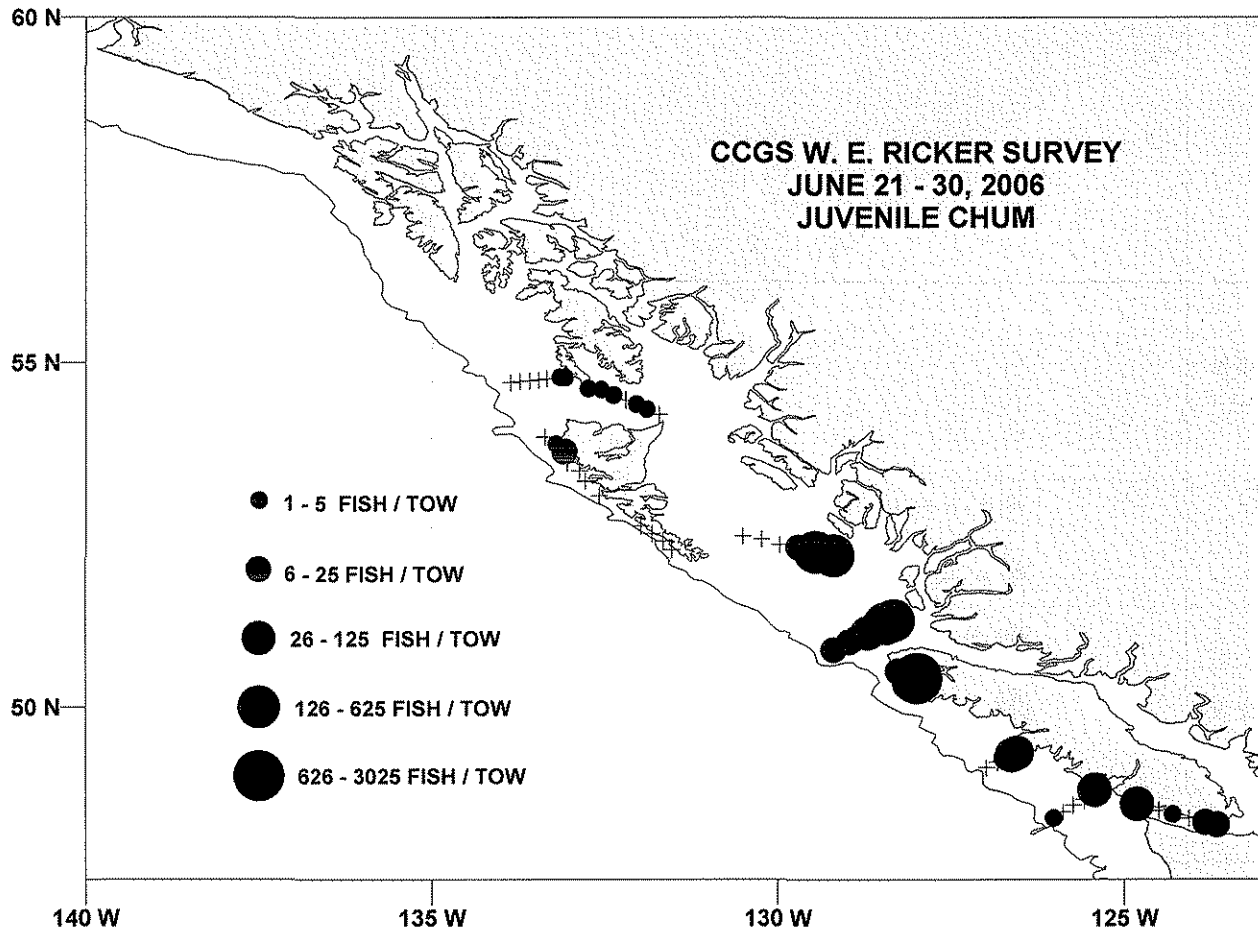 60 N
CCGS W. E. RICKER SURVEY
JUNE 21 - 30, 2006
JUVENILE CHUM
55 N
1 - 5 FISH / TOW
6 - 25 FISH / TOW
26 - 125 FISH / TOW
50 N
126 - 625 FISH / TOW
626 - 3025 FISH / TOW
140 W
135 W
130 W
125 W